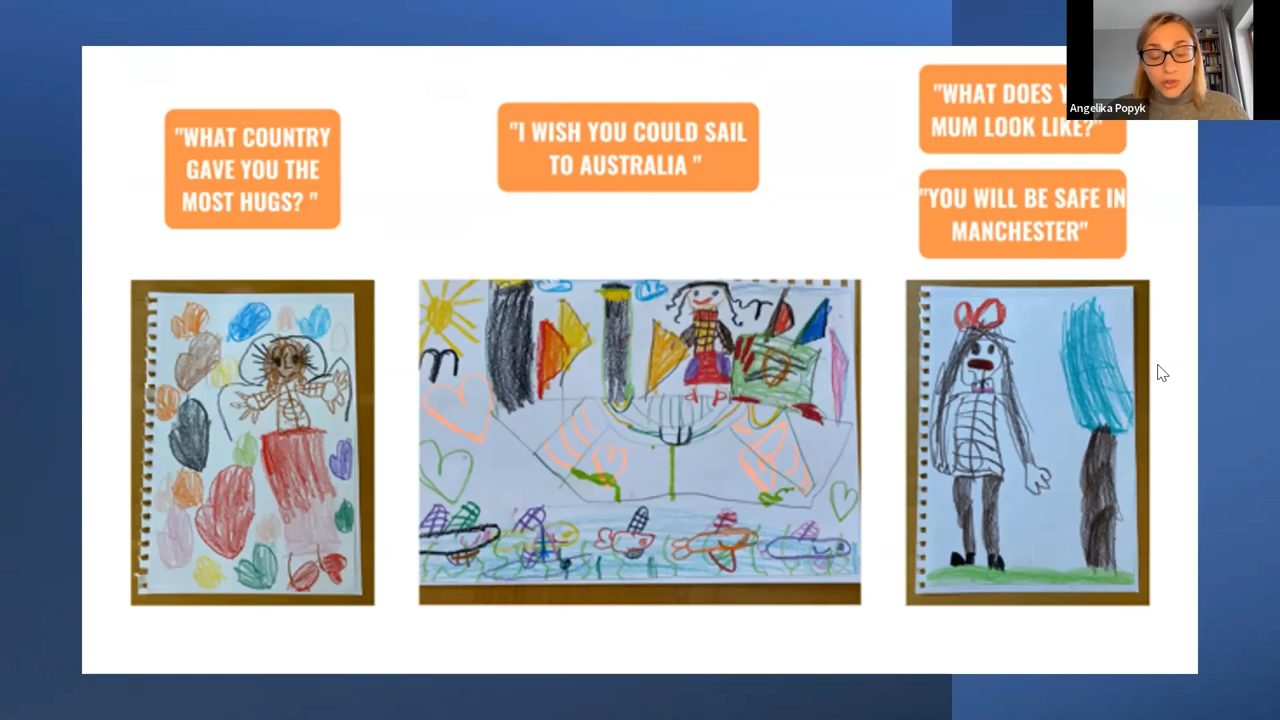 "WHAT COUNTRY
GAVE YOU THE
MOST HUGS? "
"I WISH YOU COULD SAIL
TO AUSTRALIA "
"WHAT DOES
MUM LOOK LIKE?"
"YOU WILL BE SAFE IN
MANCHESTER"
Angelika Popyk